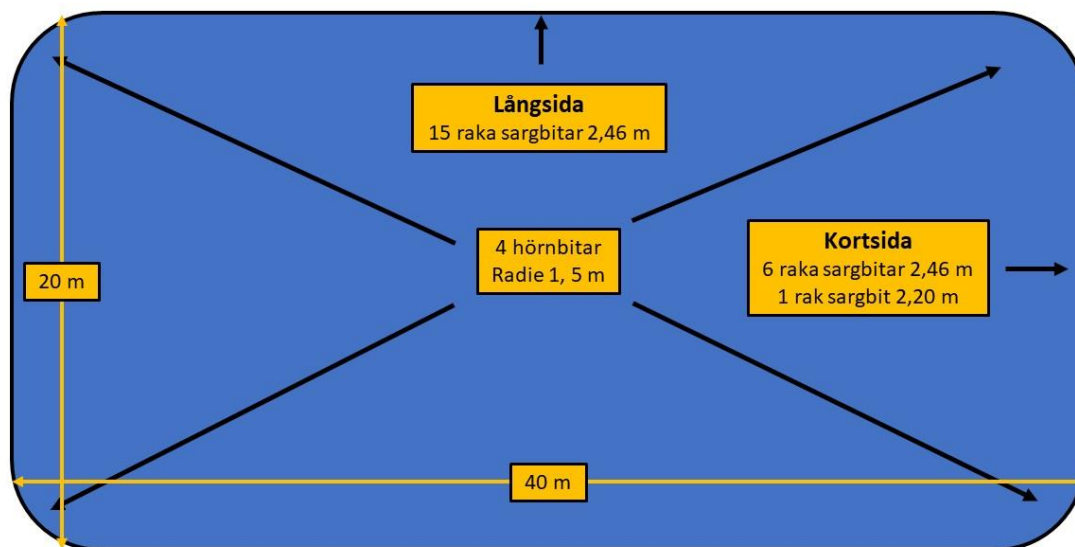 Långsida
15 raka sargbitar 2,46 m
4 hörnbitar
Radie 1, 5 m
Kortsida
6 raka sargbitar 2,46 m
1 rak sargbit 2,20 m
20 m
40 m